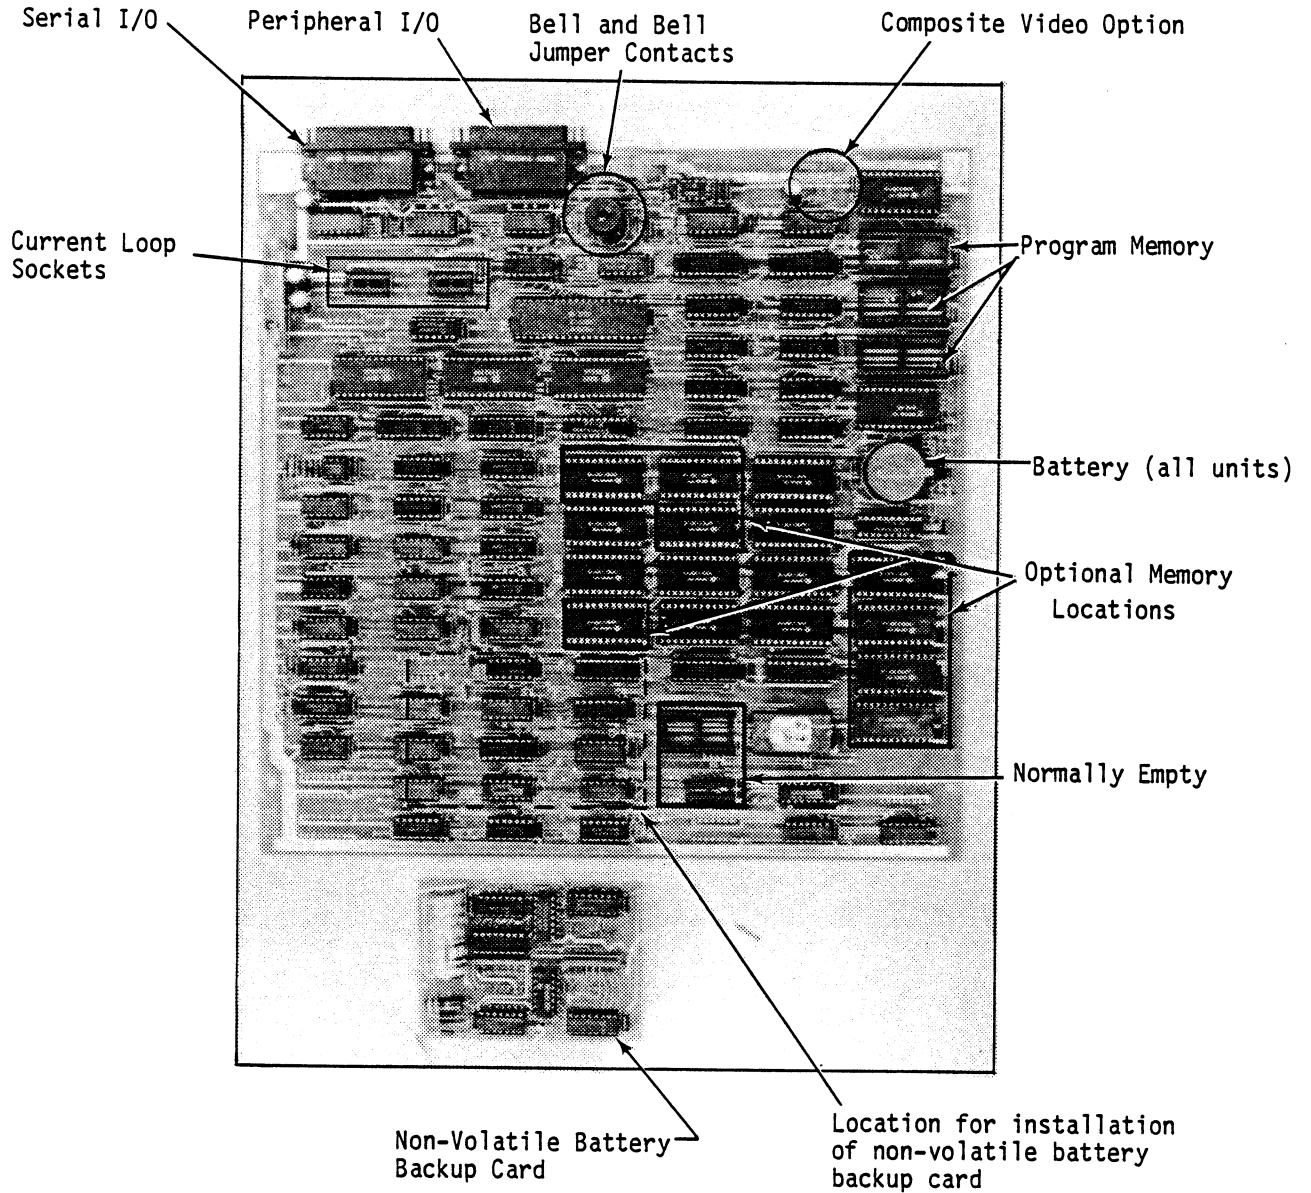 Serial I/O
Peripheral I/O
Bell and Bell
Jumper Contacts
Composite Video Option
Current Loop
Sockets
Program Memory
Battery (all units)
Optional Memory
Locations
Normally Empty
Non-Volatile Battery
Backup Card
Location for installation
of non-volatile battery
backup card